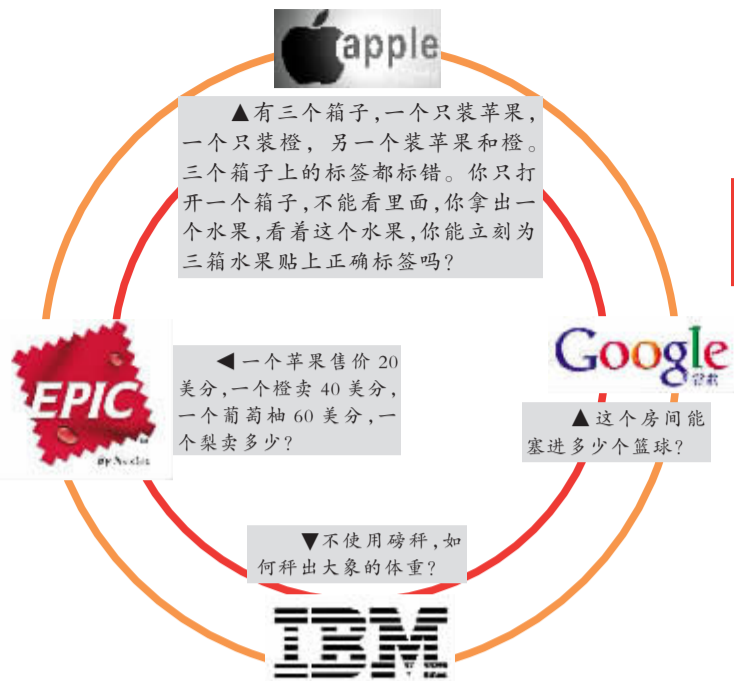 apple
▲有三个箱子,一个只装苹果,
一个只装橙, 另一个装苹果和橙。
三个箱子上的标签都标错。你只打
开一个箱子,不能看里面,你拿出一
个水果,看着这个水果,你能立刻为
三箱水果贴上正确标签吗?
EPIC
◀一个苹果售价 20
美分,一个橙卖 40 美分,
一个葡萄柚 60 美分,一
个梨卖多少?
Google
谷歌
▲这个房间能
塞进多少个篮球?
▼不使用磅秤,如
何秤出大象的体重?
IBM